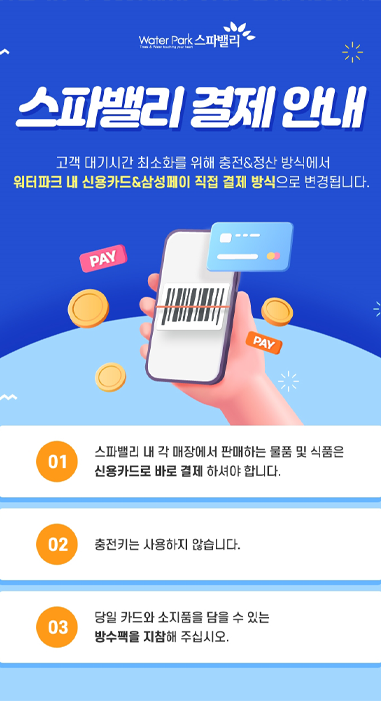 Water Park 스파밸리
스파밸리 결제 안내
고객 대기시간 최소화를 위해 충전&정산 방식에서
워터파크 내 신용카드&삼성페이 직접 결제 방식으로 변경됩니다.
PAY
PAY
01
스파밸리 내 각 매장에서 판매하는 물품 및 식품은
신용카드로 바로 결제 하셔야 합니다.
02
충전키는 사용하지 않습니다.
03
당일 카드와 소지품을 담을 수 있는
방수팩을 지참해 주십시오.